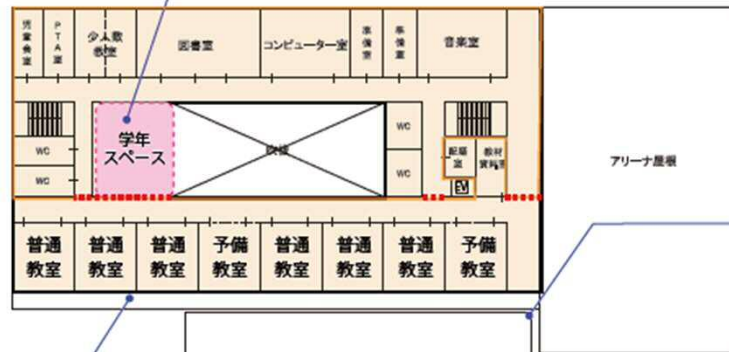 児童会室
PTA室
少人数
教室
図書室
コンピューター室
準備室
準備室
音楽室
学年
スペース
吹抜
WC
WC
WC
WC
配膳室
教材
資料室
EV
アリーナ屋根
普通
教室
普通
教室
普通
教室
予備
教室
普通
教室
普通
教室
普通
教室
予備
教室